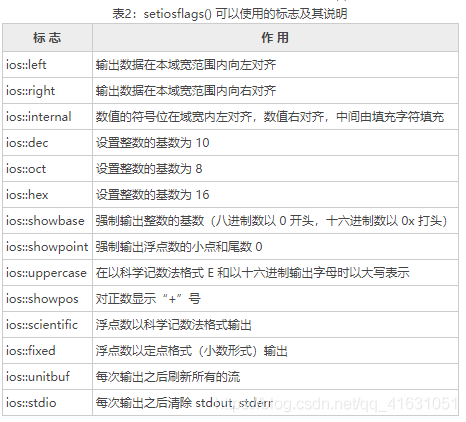 表2：setiosflags() 可以使用的标志及其说明
标 志 作 用
ios::left 输出数据在本域宽范围内向左对齐
ios::right 输出数据在本域宽范围内向右对齐
ios::internal 数值的符号位在域宽内左对齐，数值右对齐，中间由填充字符填充
ios::dec 设置整数的基数为 10
ios::oct 设置整数的基数为 8
ios::hex 设置整数的基数为 16
ios::showbase 强制输出整数的基数（八进制数以 0 开头，十六进制数以 0x 打头）
ios::showpoint 强制输出浮点数的小点和尾数 0
ios::uppercase 在以科学记数法格式 E 和以十六进制输出字母时以大写表示
ios::showpos 对正数显示“+”号
ios::scientific 浮点数以科学记数法格式输出
ios::fixed 浮点数以定点格式（小数形式）输出
ios::unitbuf 每次输出之后刷新所有的流
ios::stdio 每次输出之后清除 stdout, stderr
https://blog.csdn.net/qq_41631051